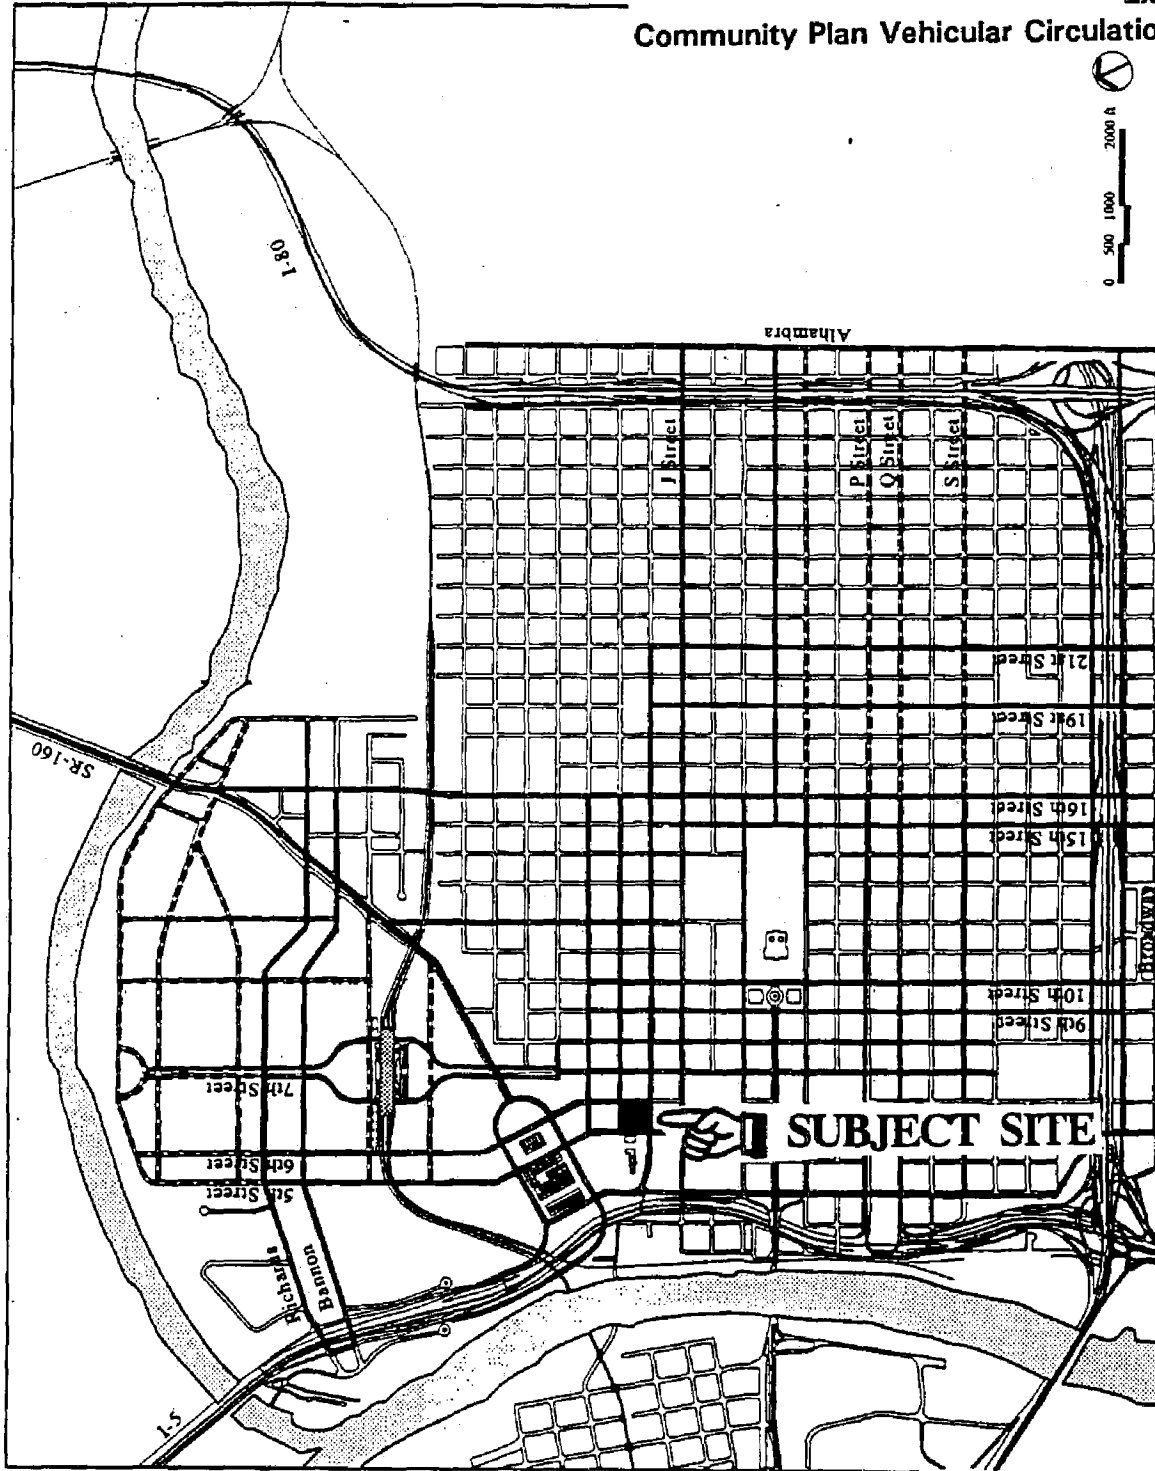 Community Plan Vehicular Circulatio
0 500 1000 2000 ft
I-80
Alhambra
J Street
P Street
Q Street
S Street
21st Street
19st Street
SR-160
16th Street
15th Street
Broadway
10th Street
9th Street
7th Street
SUBJECT SITE
6th Street
5th Street
Richards
Bannon
I-5